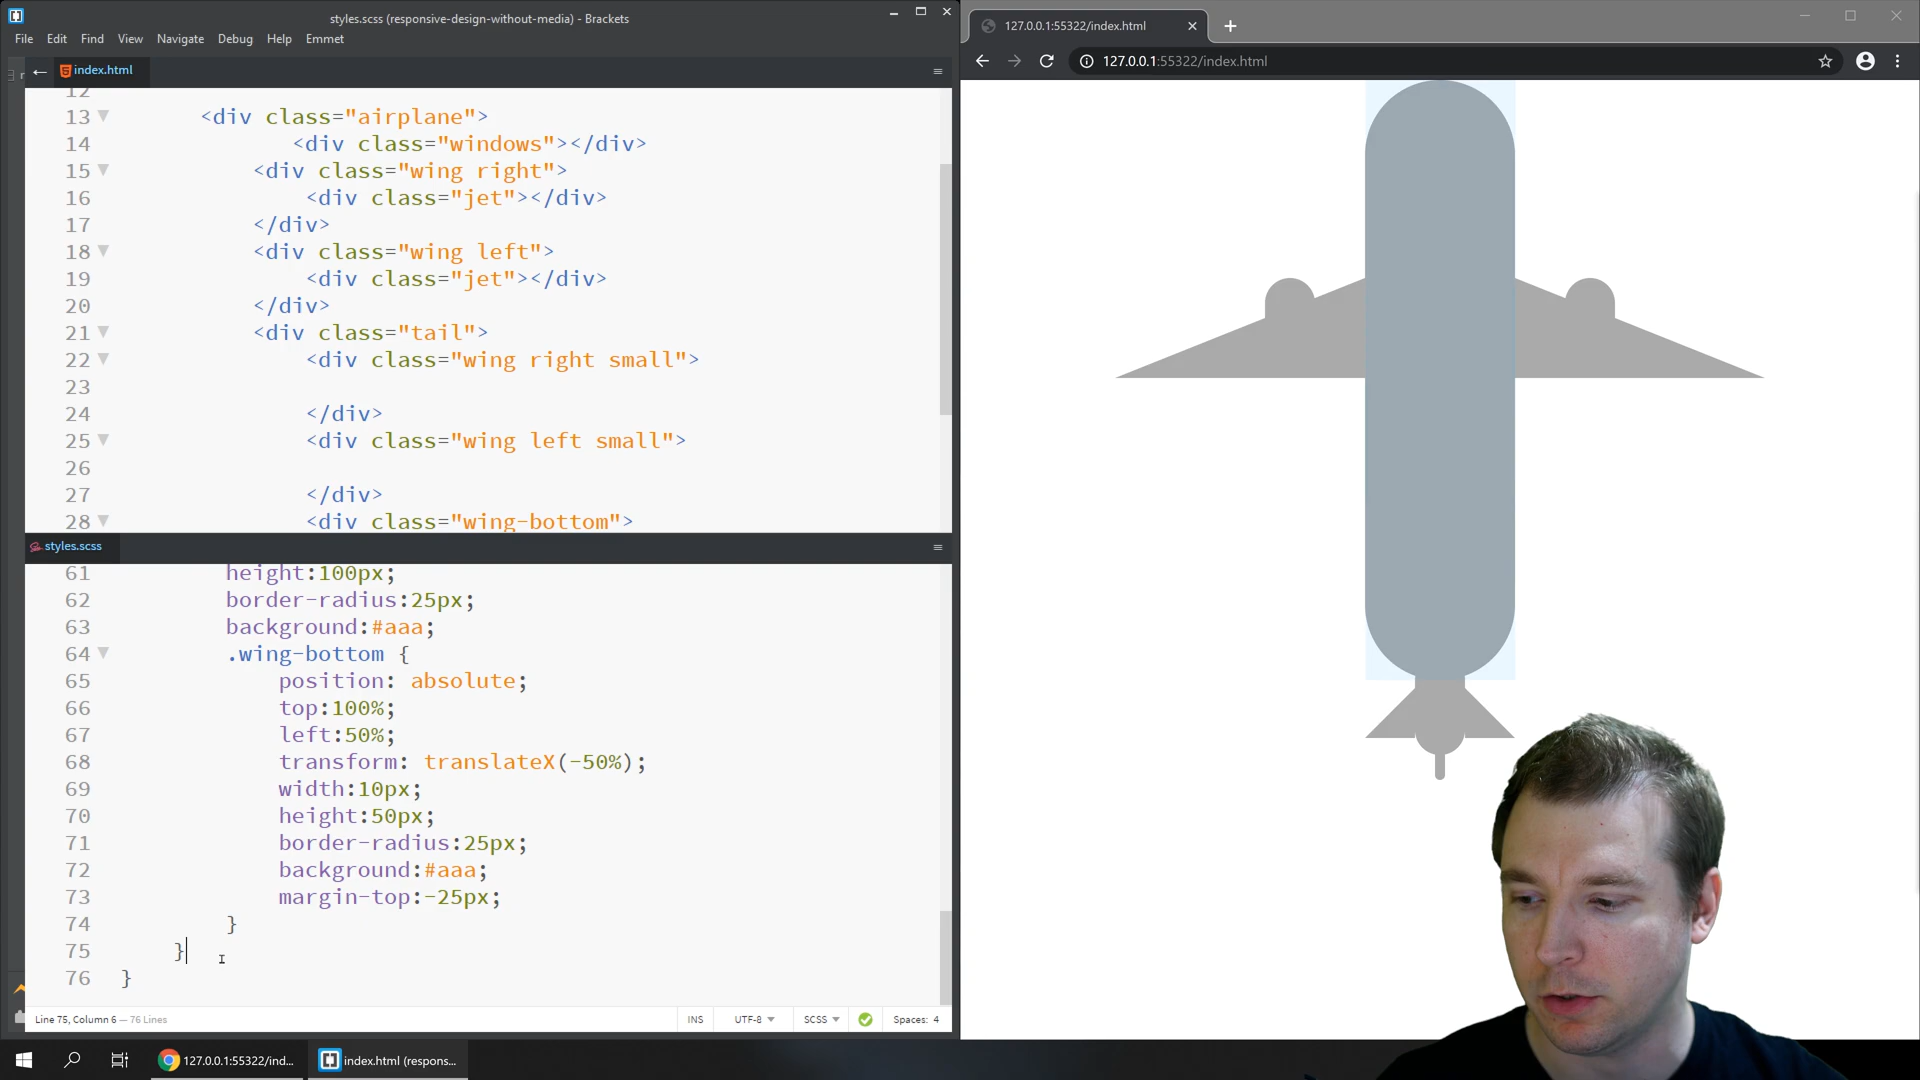 styles.scss (responsive-design-without-media) - Brackets
File Edit Find View Navigate Debug Help Emmet
index.html
12
13 <div class="airplane">
14 <div class="windows"></div>
15 <div class="wing right">
16 <div class="jet"></div>
17 </div>
18 <div class="wing left">
19 <div class="jet"></div>
20 </div>
21 <div class="tail">
22 <div class="wing right small">
23
24 </div>
25 <div class="wing left small">
26
27 </div>
28 <div class="wing-bottom">
styles.scss
61 height:100px;
62 border-radius:25px;
63 background:#aaa;
64 .wing-bottom {
65 position: absolute;
66 top:100%;
67 left:50%;
68 transform: translateX(-50%);
69 width:10px;
70 height:50px;
71 border-radius:25px;
72 background:#aaa;
73 margin-top:-25px;
74 }
75 }
76 }
Line 75, Column 6 — 76 Lines
INS UTF-8 SCSS Spaces: 4
127.0.0.1:55322/index.html
127.0.0.1:55322/index.html
127.0.0.1:55322/ind...
index.html (respons...